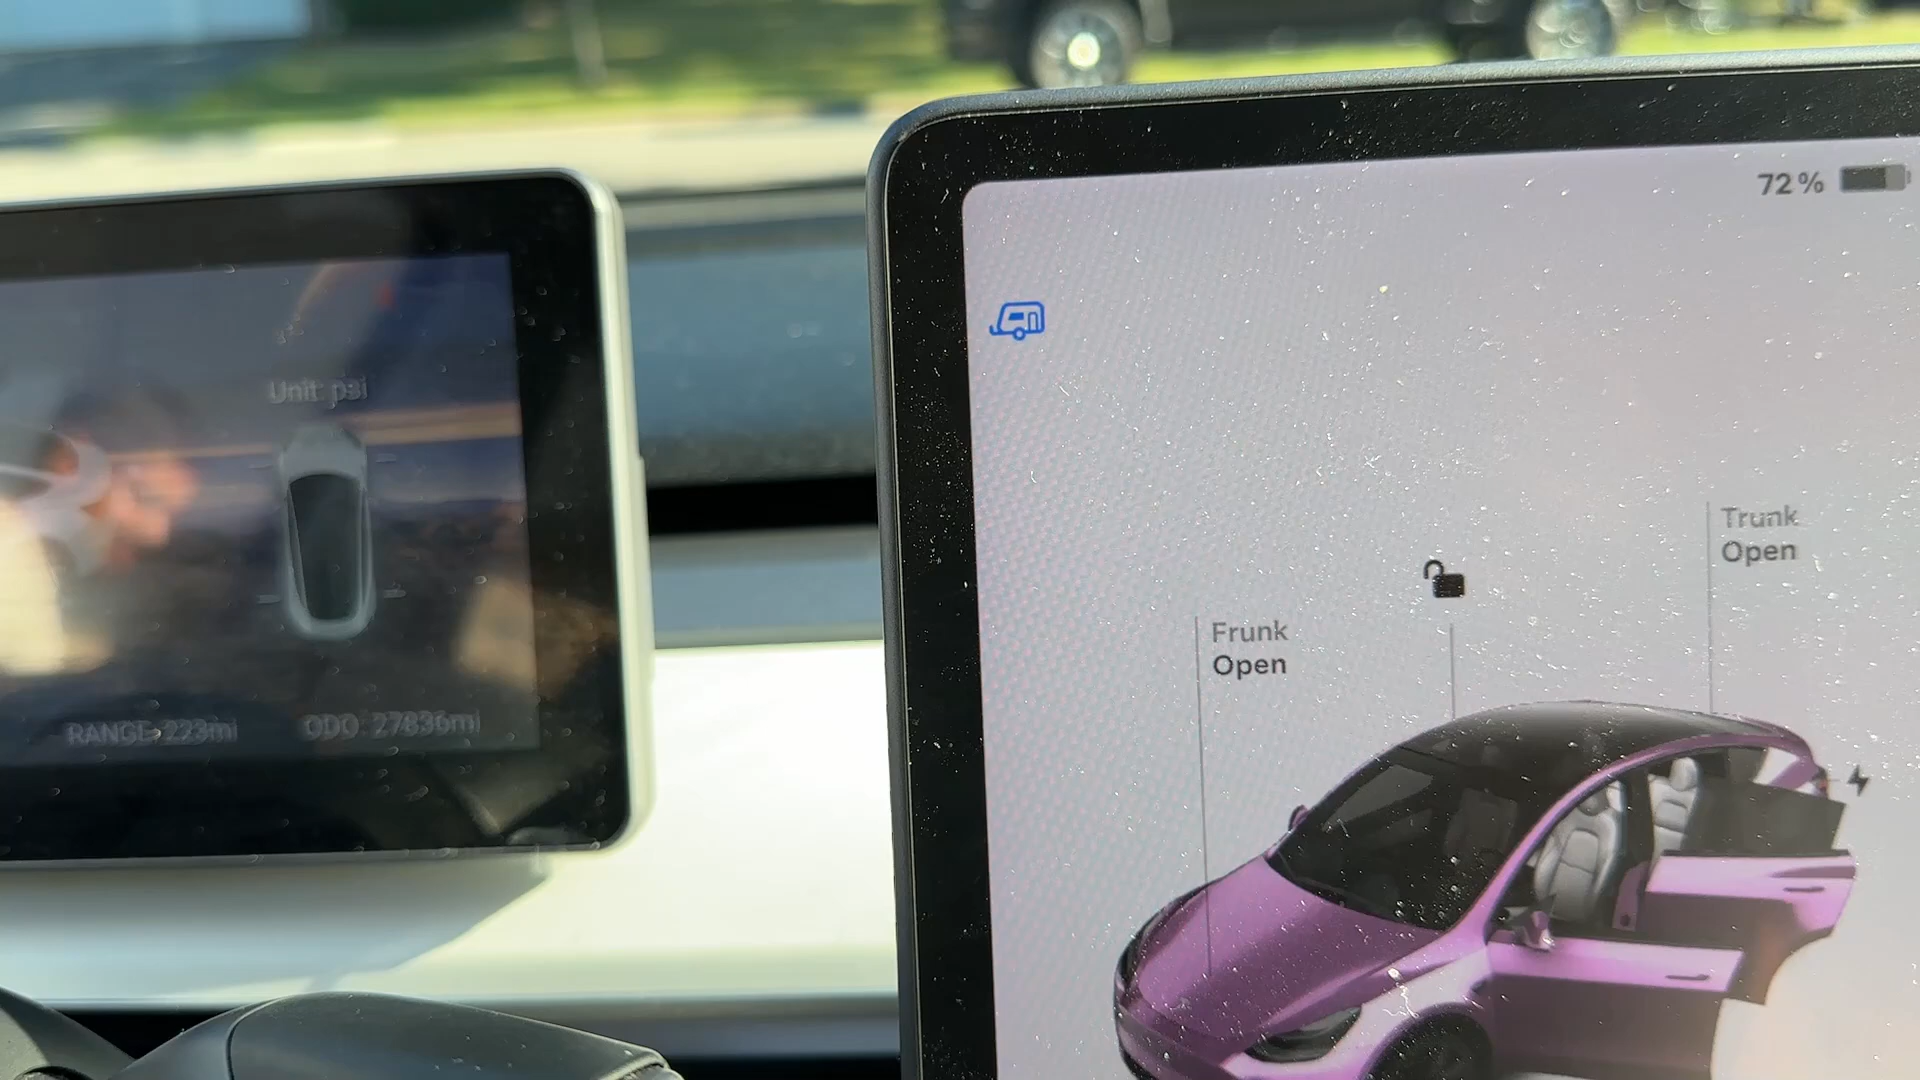 Unit: psi
RANGE: 223mi
ODO: 27836mi
72 %
Trunk
Open
Frunk
Open